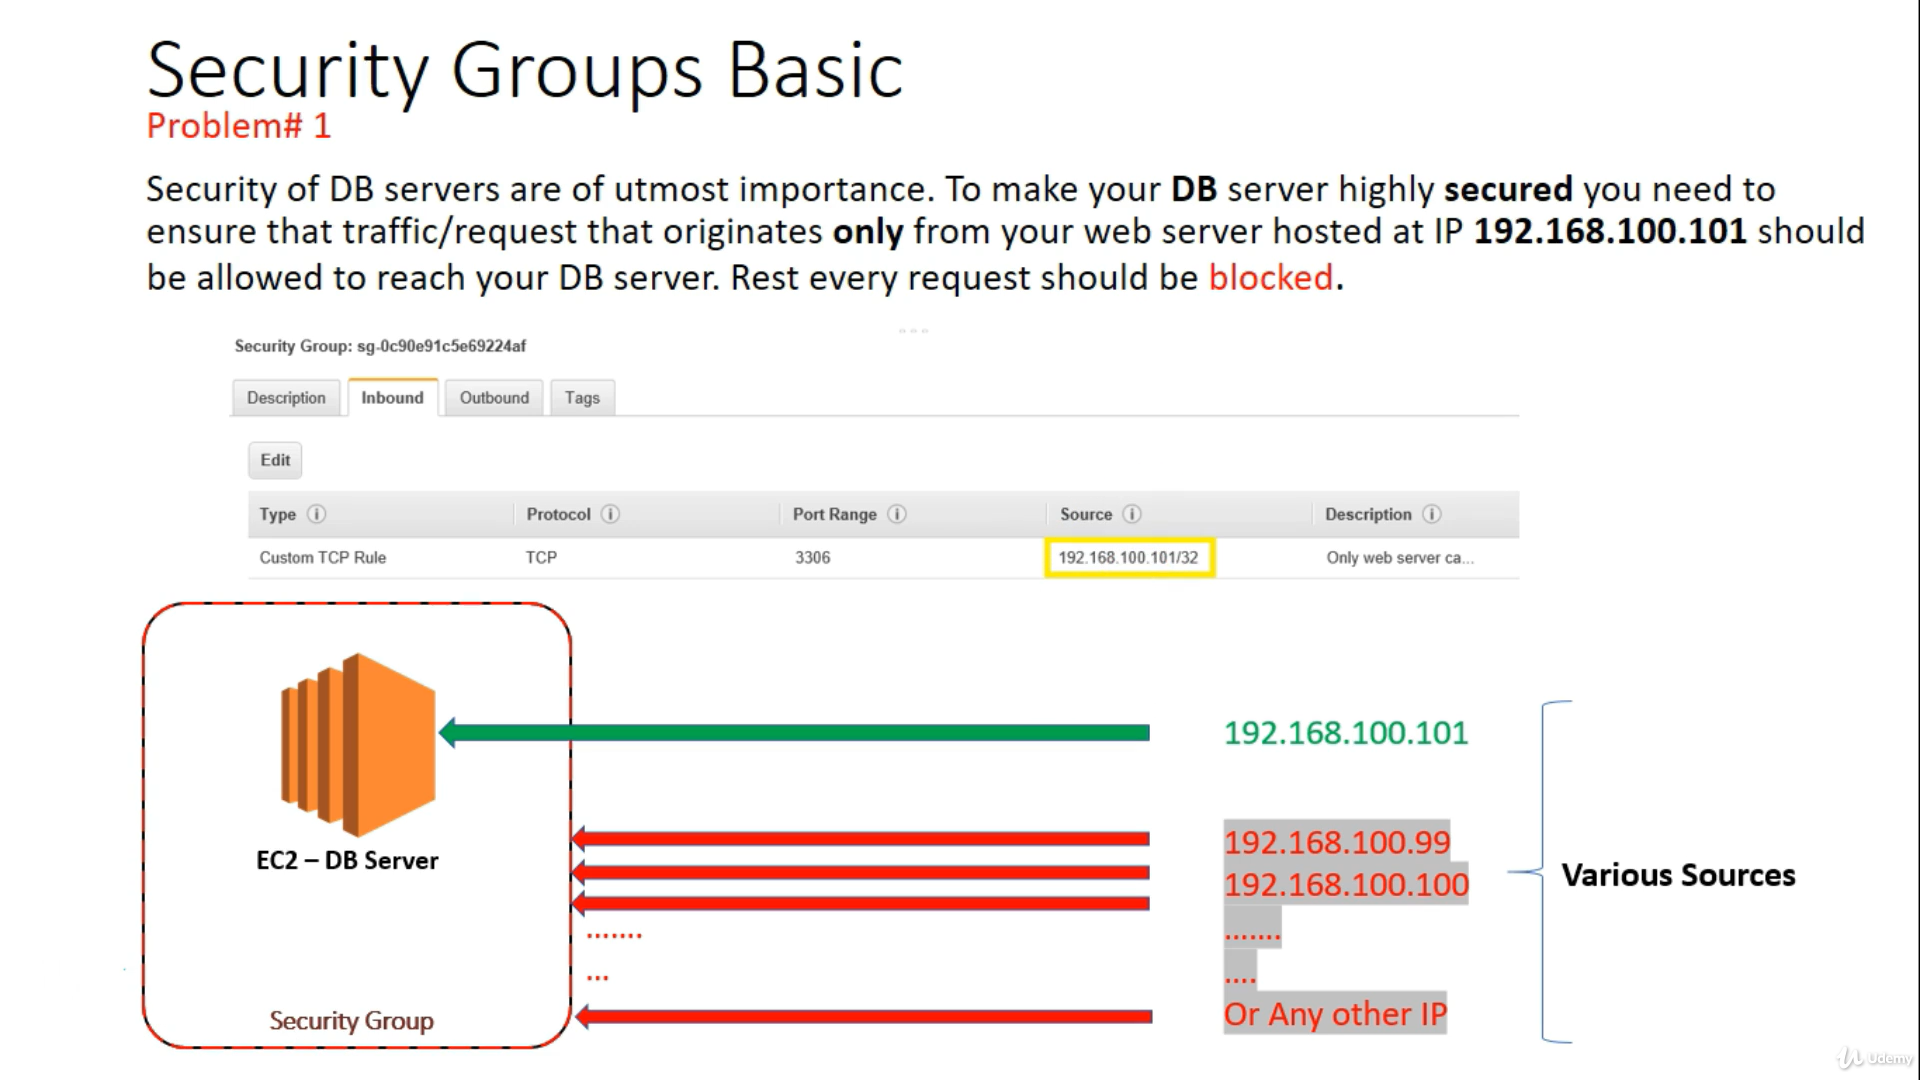 Security Groups Basic
Problem# 1
Security of DB servers are of utmost importance. To make your DB server highly secured you need to
ensure that traffic/request that originates only from your web server hosted at IP 192.168.100.101 should
be allowed to reach your DB server. Rest every request should be blocked.
Security Group: sg-0c90e91c5e69224af
Description Inbound Outbound Tags
Edit
Type Protocol Port Range Source Description
Custom TCP Rule TCP 3306 192.168.100.101/32 Only web server ca...
192.168.100.101
192.168.100.99
EC2 – DB Server
192.168.100.100
Various Sources
....... .......
... ....
Security Group
Or Any other IP
Udemy